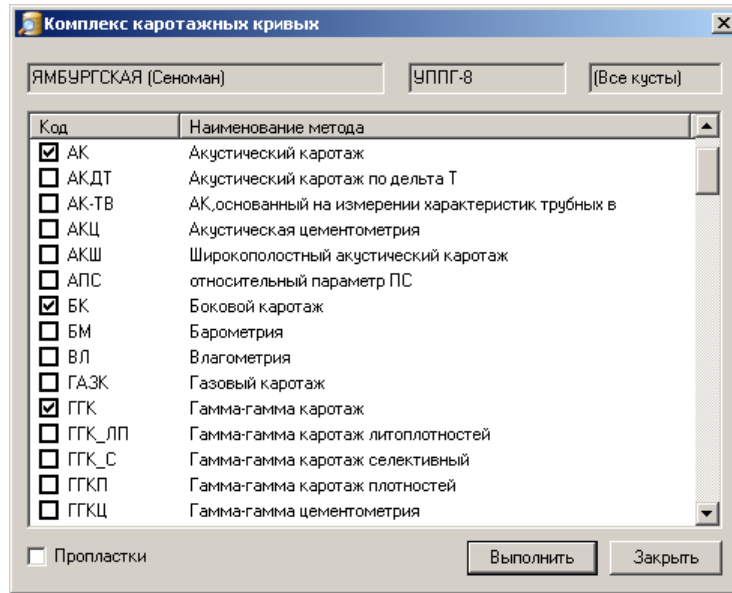 Комплекс каротажных кривых
ЯМБУРГСКАЯ (Сеноман) УППГ-8 (Все кусты)
Код Наименование метода
АК Акустический каротаж
АКДТ Акустический каротаж по дельта Т
АК-ТВ АК,основанный на измерении характеристик трубных в
АКЦ Акустическая цементометрия
АКШ Широкополостный акустический каротаж
АПС относительный параметр ПС
БК Боковой каротаж
БМ Барометрия
ВЛ Влагометрия
ГАЗК Газовый каротаж
ГГК Гамма-гамма каротаж
ГГК_ЛП Гамма-гамма каротаж литоплотностей
ГГК_С Гамма-гамма каротаж селективный
ГГКП Гамма-гамма каротаж плотностей
ГГКЦ Гамма-гамма цементометрия
Пропластки Выполнить Закрыть